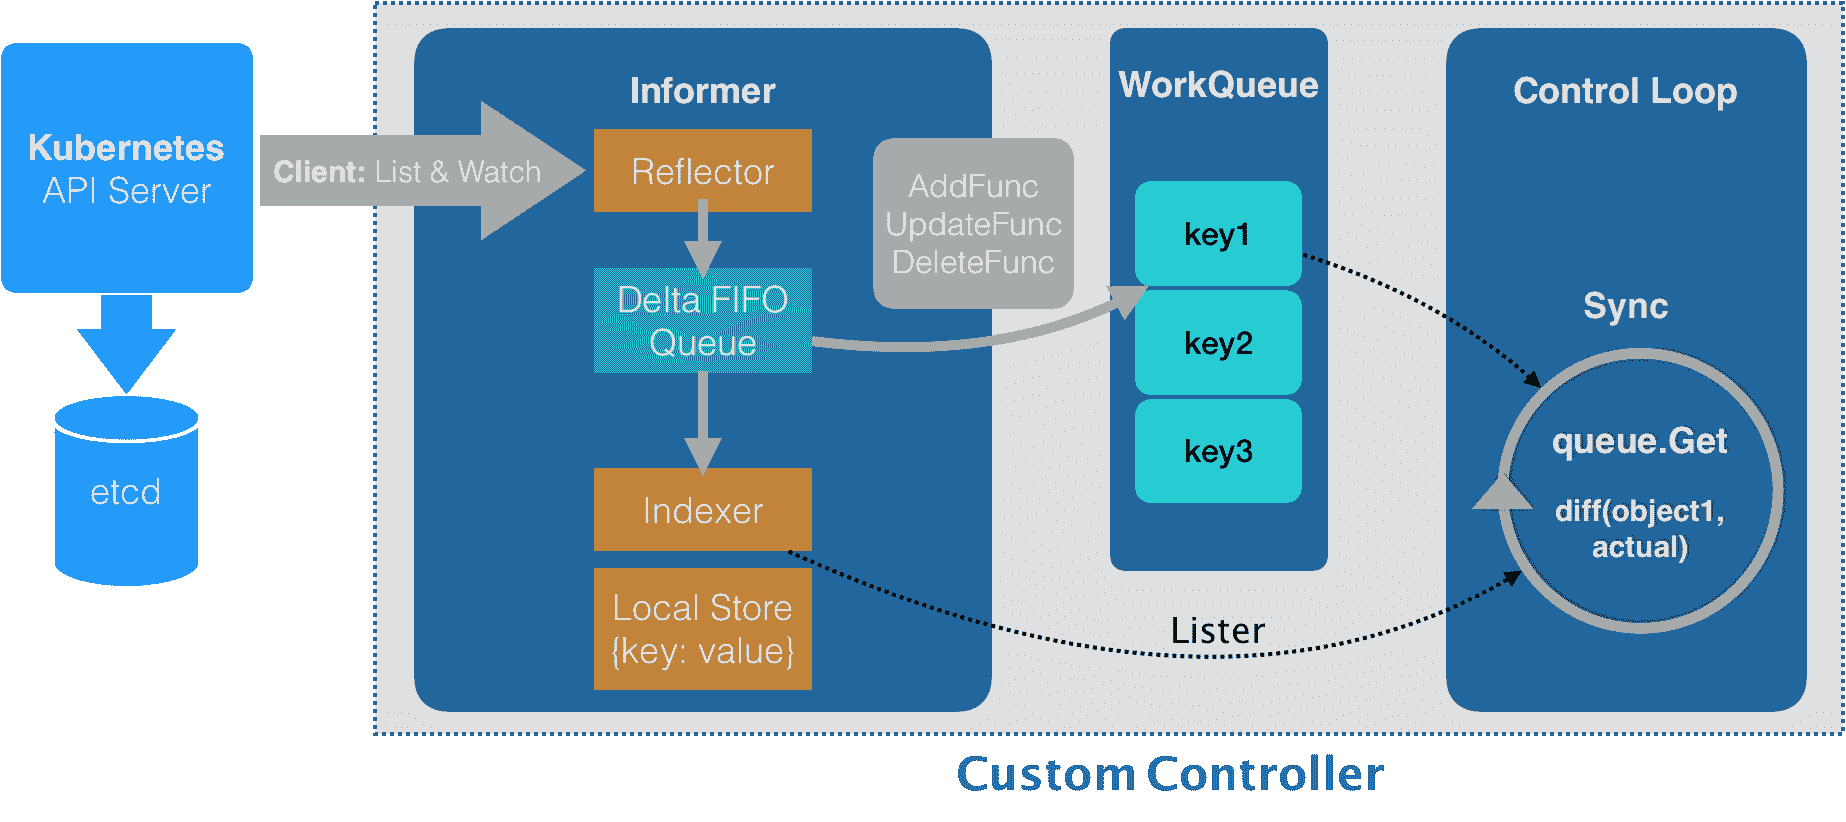 Kubernetes
API Server
etcd
Client: List & Watch
Informer
Reflector
Delta FIFO
Queue
Indexer
Local Store
{key: value}
AddFunc
UpdateFunc
DeleteFunc
WorkQueue
key1
key2
key3
Lister
Control Loop
Sync
queue.Get
diff(object1,
actual)
Custom Controller